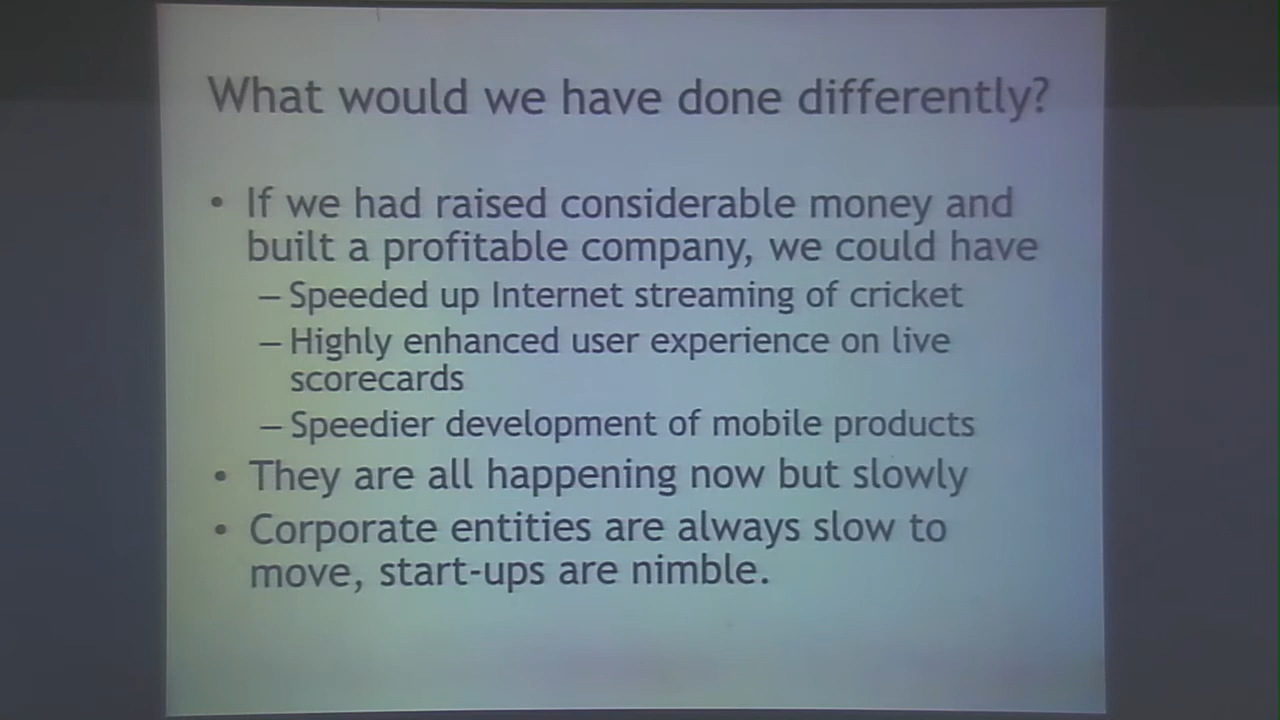 What would we have done differently?
• If we had raised considerable money and
built a profitable company, we could have
– Speeded up Internet streaming of cricket
– Highly enhanced user experience on live
scorecards
– Speedier development of mobile products
• They are all happening now but slowly
• Corporate entities are always slow to
move, start-ups are nimble.